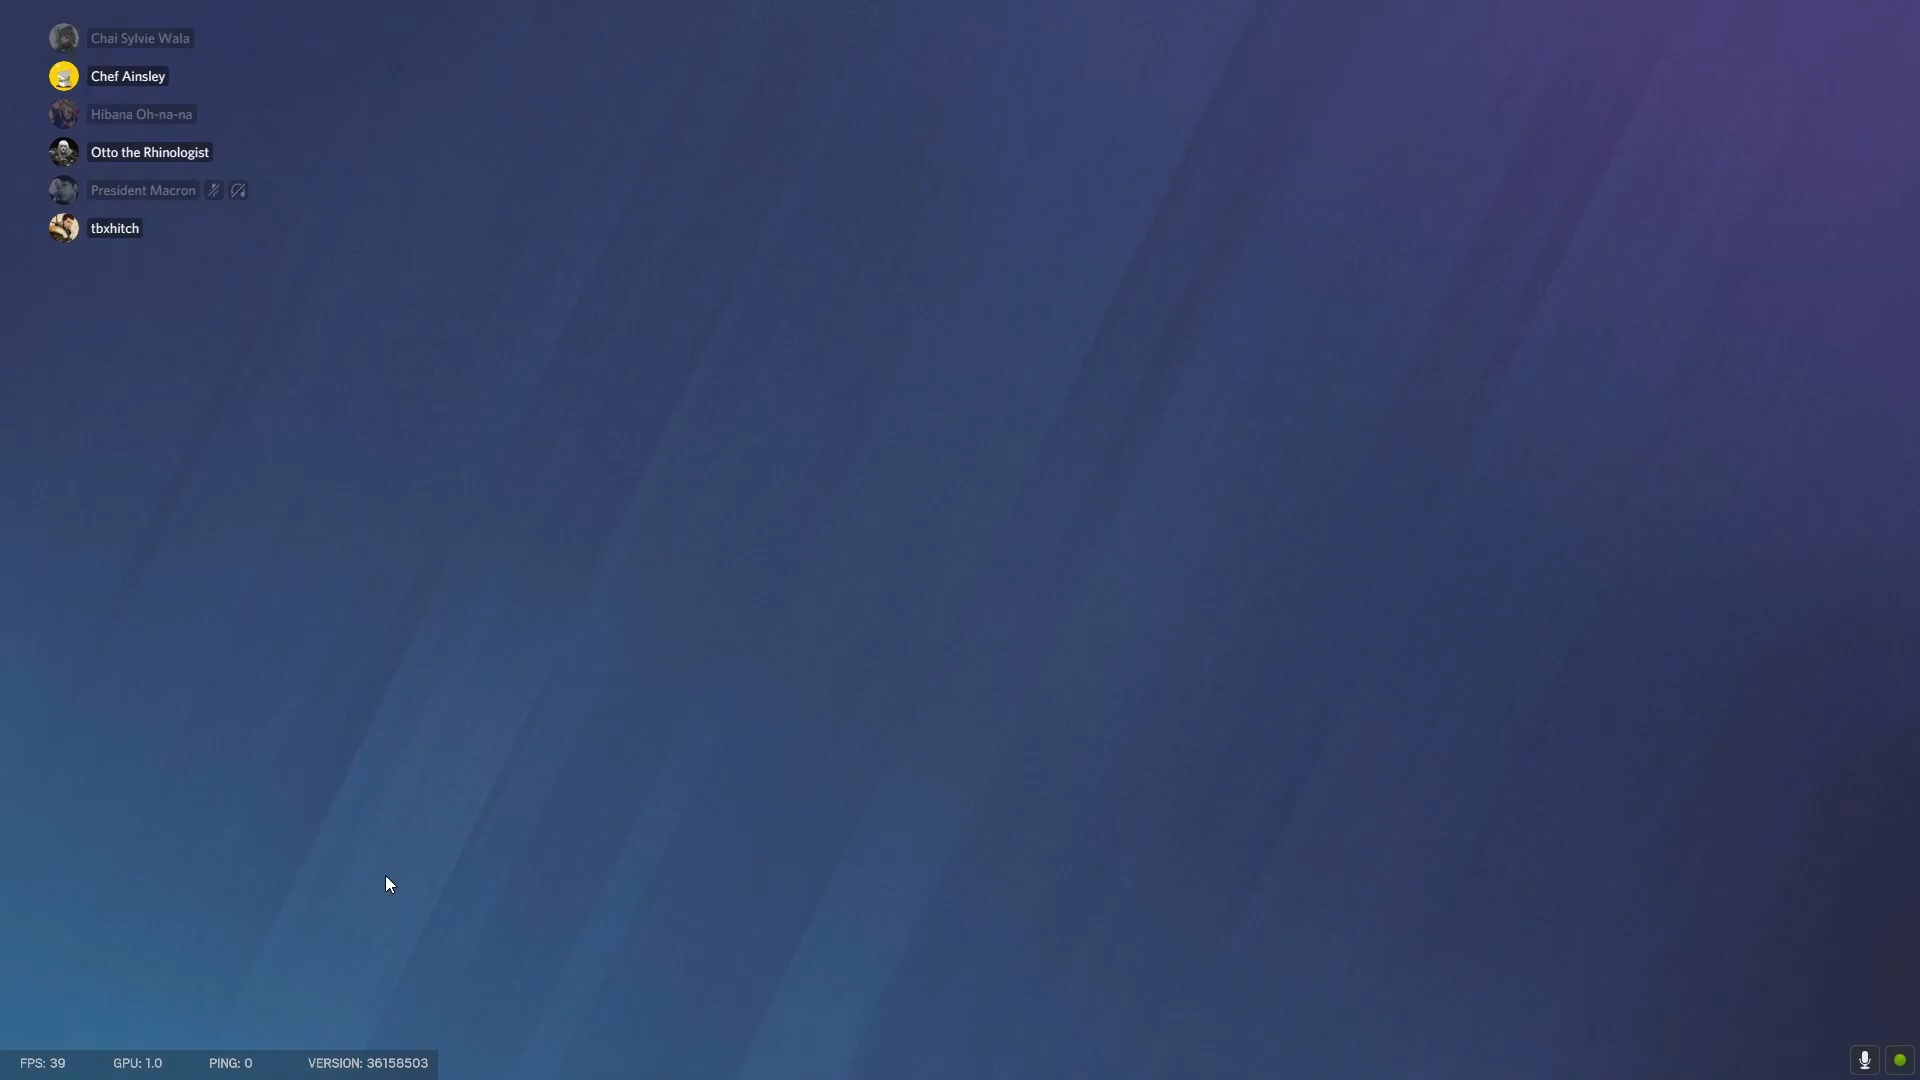 Chai Sylvie Wala
Chef Ainsley
Hibana Oh-na-na
Otto the Rhinologist
President Macron
tbxhitch
FPS: 39 GPU: 1.0 PING: 0 VERSION: 36158503